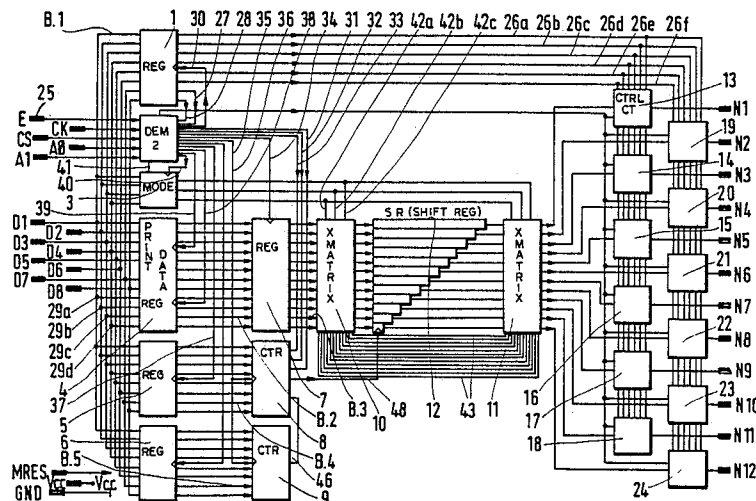 B.1 1 30 27 28 35 36 38 34 31 32 33 42a 42b 42c 26a 26b 26c 26d 26e 26f
REG
13
25
E
CK
CS
A0
A1
DEM
2
CTRL
CT
N1
N2
19
41
40
MODE
3
14
N3
39
S R (SHIFT REG)
12
20
N4
15
N5
D1
D2
D3
D4
D5
D6
D7
D8
PRINT
DATA
REG
REG
XMATRIX
XMATRIX
21
N6
16
N7
29a
29b
29c
29d
4
22
N8
17
N9
37
5
REG
CTR
7
B.2
8
B.3
10
48
43
11
23
N10
18
N11
6
B.5
REG
CTR
B.4
46
9
24
N12
MRES
Vcc
Vcc
GND